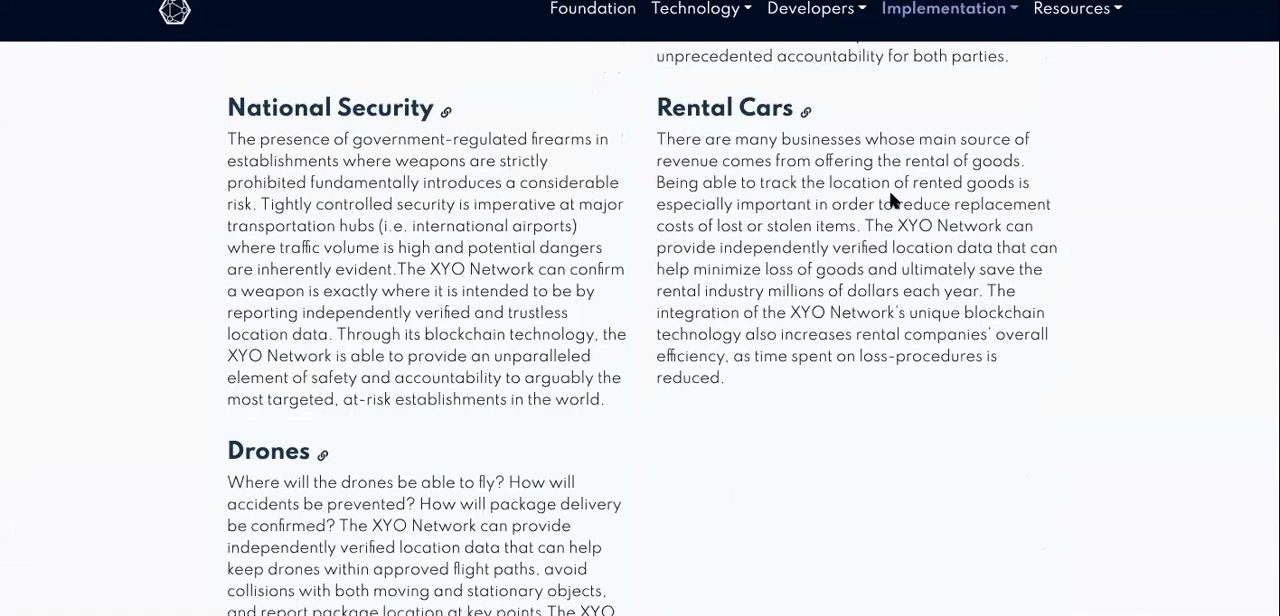 Foundation Technology Developers Implementation Resources
unprecedented accountability for both parties.
National Security
The presence of government-regulated firearms in
establishments where weapons are strictly
prohibited fundamentally introduces a considerable
risk. Tightly controlled security is imperative at major
transportation hubs (i.e. international airports)
where traffic volume is high and potential dangers
are inherently evident.The XYO Network can confirm
a weapon is exactly where it is intended to be by
reporting independently verified and trustless
location data. Through its blockchain technology, the
XYO Network is able to provide an unparalleled
element of safety and accountability to arguably the
most targeted, at-risk establishments in the world.
Drones
Where will the drones be able to fly? How will
accidents be prevented? How will package delivery
be confirmed? The XYO Network can provide
independently verified location data that can help
keep drones within approved flight paths, avoid
collisions with both moving and stationary objects,
and report package location at key points.The XYO
Rental Cars
There are many businesses whose main source of
revenue comes from offering the rental of goods.
Being able to track the location of rented goods is
especially important in order to reduce replacement
costs of lost or stolen items. The XYO Network can
provide independently verified location data that can
help minimize loss of goods and ultimately save the
rental industry millions of dollars each year. The
integration of the XYO Network's unique blockchain
technology also increases rental companies' overall
efficiency, as time spent on loss-procedures is
reduced.